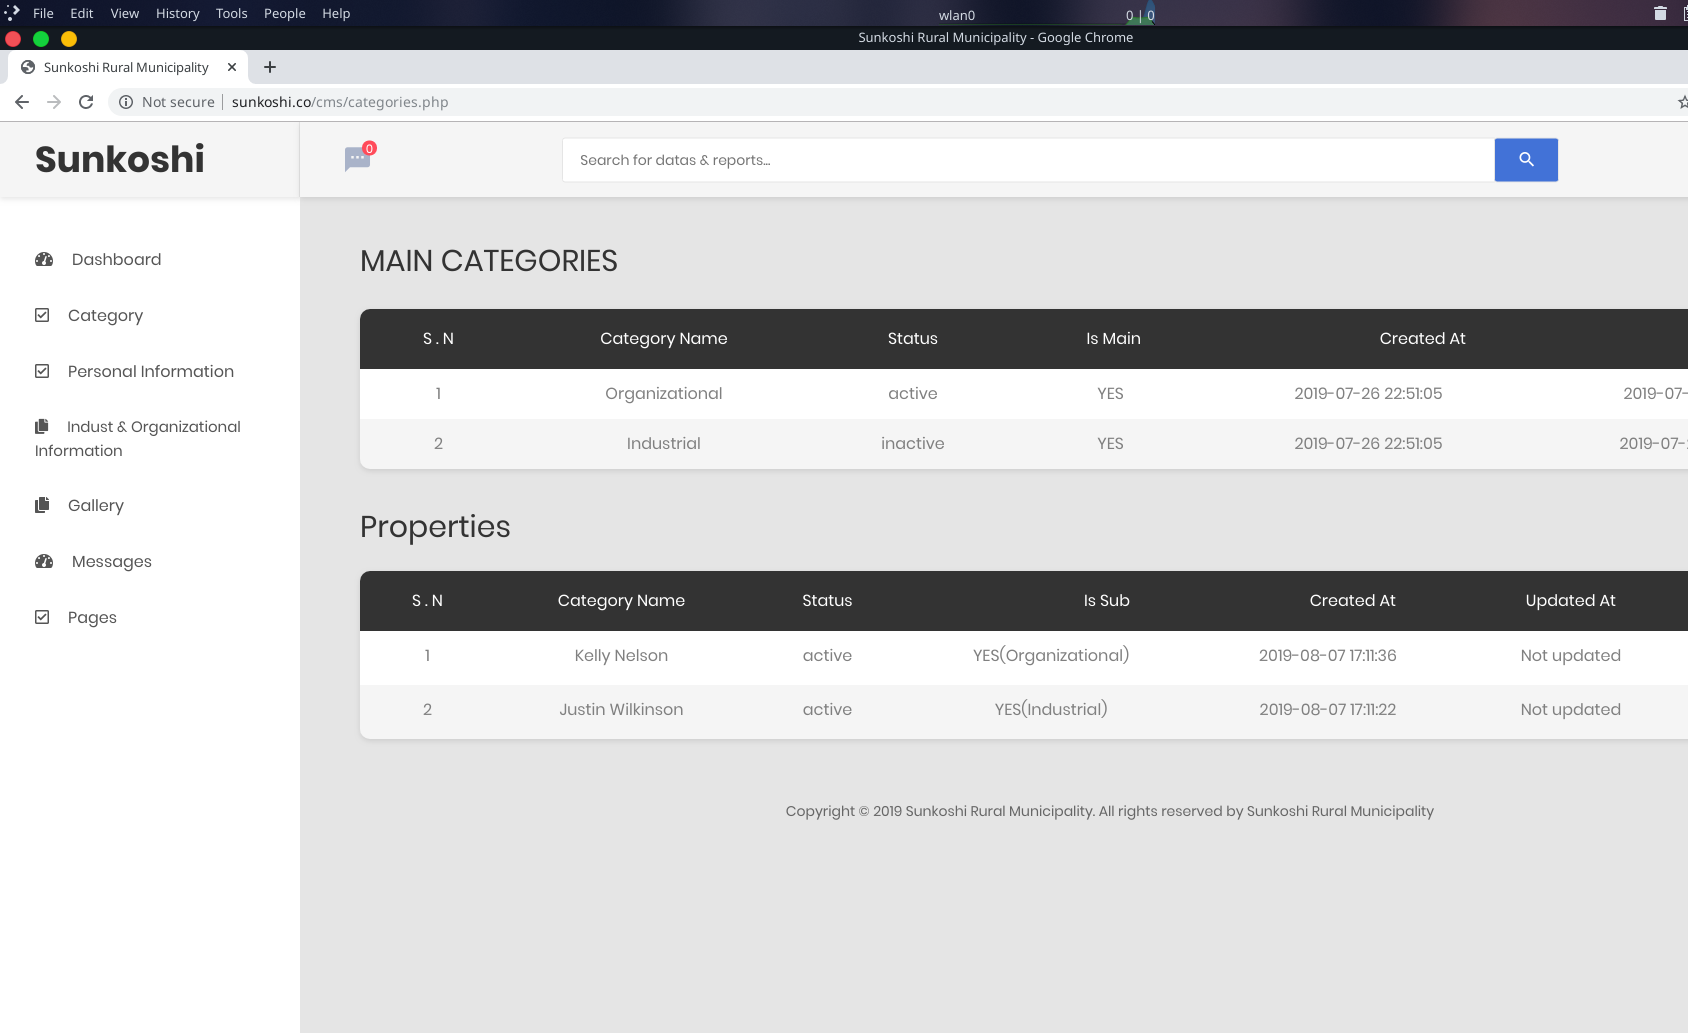 File Edit View History Tools People Help wlan0 0 | 0
Sunkoshi Rural Municipality - Google Chrome
Sunkoshi Rural Municipality
Not secure sunkoshi.co/cms/categories.php
Sunkoshi
0
Search for datas & reports...
Dashboard
Category
Personal Information
Indust & Organizational
Information
Gallery
Messages
Pages
MAIN CATEGORIES
S . N Category Name Status Is Main Created At
1 Organizational active YES 2019-07-26 22:51:05 2019-07-
2 Industrial inactive YES 2019-07-26 22:51:05 2019-07-
Properties
S . N Category Name Status Is Sub Created At Updated At
1 Kelly Nelson active YES(Organizational) 2019-08-07 17:11:36 Not updated
2 Justin Wilkinson active YES(Industrial) 2019-08-07 17:11:22 Not updated
Copyright © 2019 Sunkoshi Rural Municipality. All rights reserved by Sunkoshi Rural Municipality